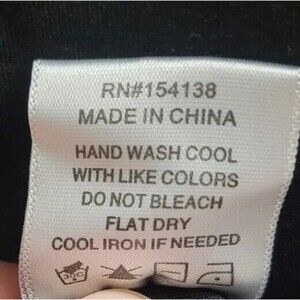 RN#154138
MADE IN CHINA
HAND WASH COOL
WITH LIKE COLORS
DO NOT BLEACH
FLAT DRY
COOL IRON IF NEEDED